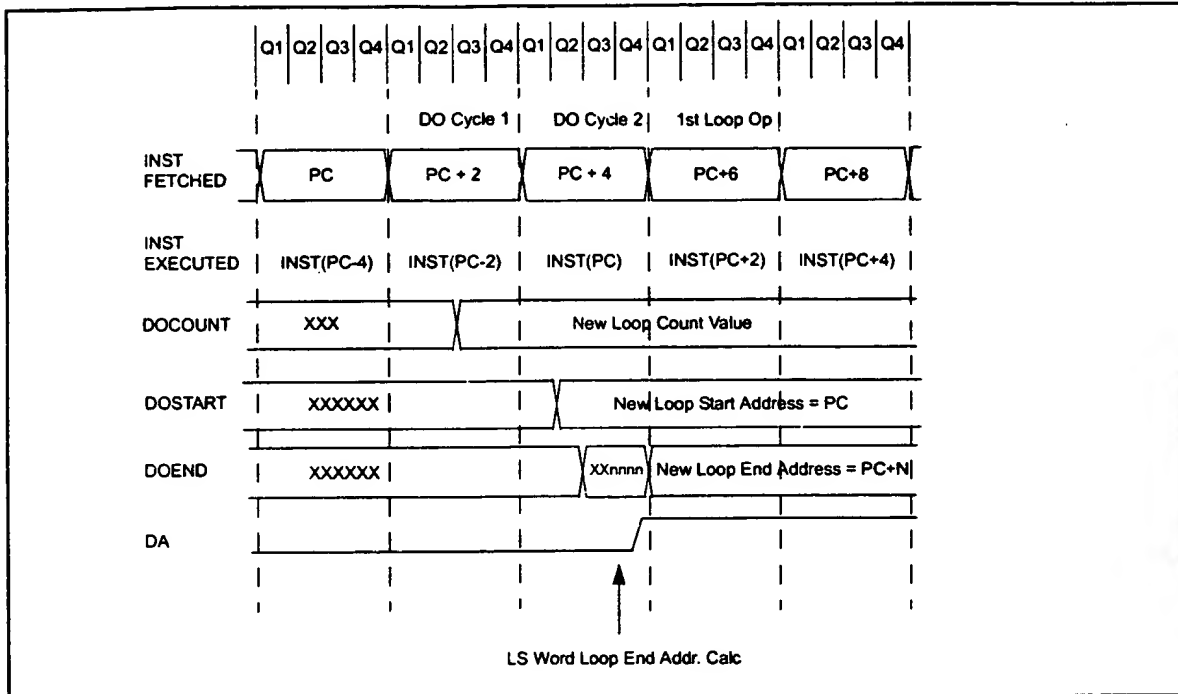 Q1 Q2 Q3 Q4 Q1 Q2 Q3 Q4 Q1 Q2 Q3 Q4 Q1 Q2 Q3 Q4 Q1 Q2 Q3 Q4
DO Cycle 1 DO Cycle 2 1st Loop Op
INST
FETCHED PC PC + 2 PC + 4 PC+6 PC+8
INST
EXECUTED INST(PC-4) INST(PC-2) INST(PC) INST(PC+2) INST(PC+4)
DOCOUNT XXX New Loop Count Value
DOSTART XXXXXX New Loop Start Address = PC
DOEND XXXXXX XXnnnn New Loop End Address = PC+N
DA
LS Word Loop End Addr. Calc